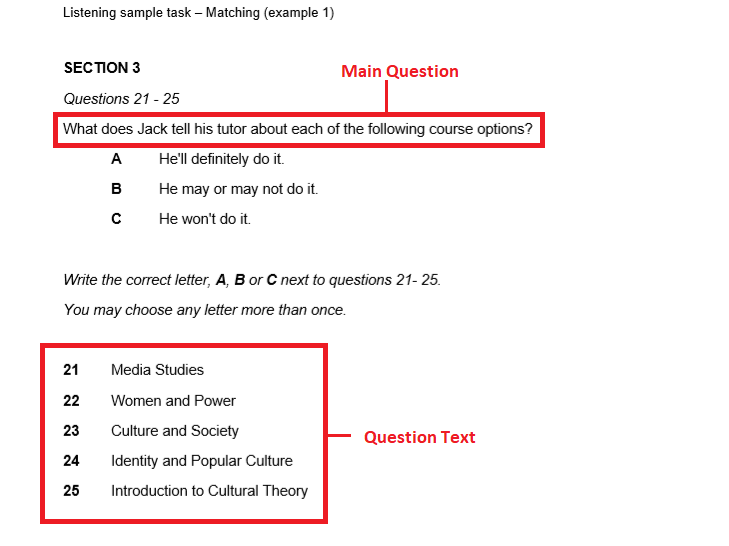 Listening sample task – Matching (example 1)
SECTION 3
Main Question
Questions 21 - 25
What does Jack tell his tutor about each of the following course options?
A He'll definitely do it.
B He may or may not do it.
C He won't do it.
Write the correct letter, A, B or C next to questions 21- 25.
You may choose any letter more than once.
21 Media Studies
22 Women and Power
23 Culture and Society
Question Text
24 Identity and Popular Culture
25 Introduction to Cultural Theory